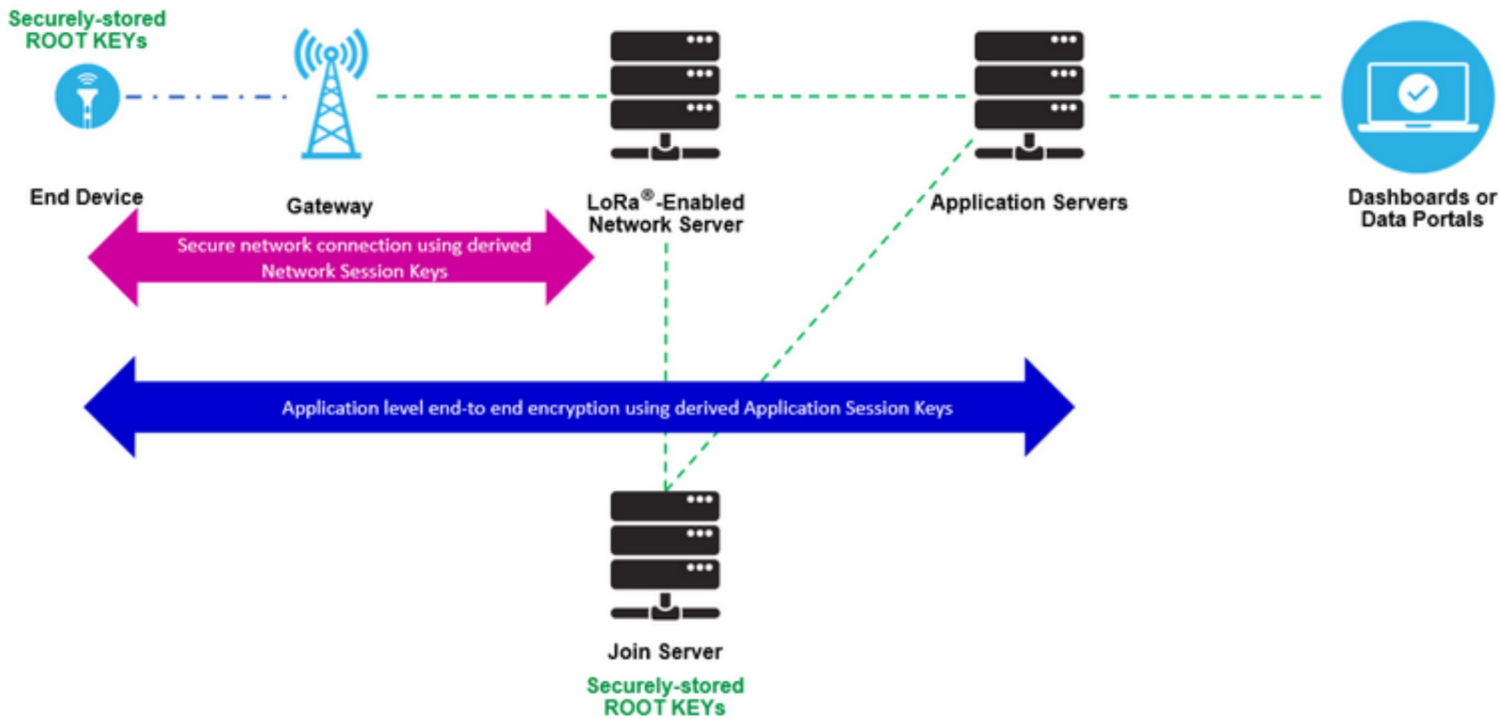 Securely-stored
ROOT KEYs
End Device
Gateway
LoRa®-Enabled
Network Server
Application Servers
Dashboards or
Data Portals
Secure network connection using derived
Network Session Keys
Application level end-to end encryption using derived Application Session Keys
Join Server
Securely-stored
ROOT KEYs